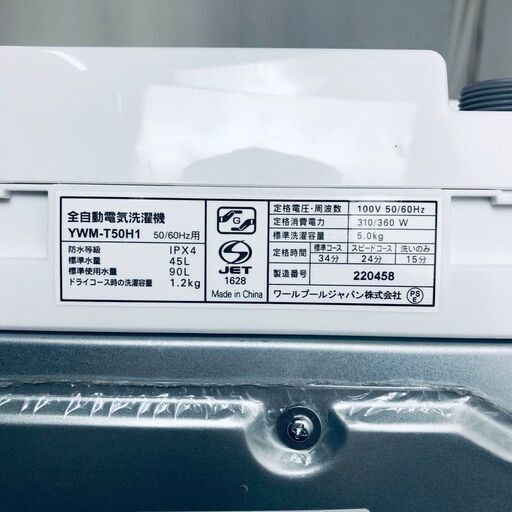 全自動電気洗濯機
YWM-T50H1 50/60Hz用
防水等級 IPX4
標準水量 45L
標準使用水量 90L
ドライコース時の洗濯容量 1.2kg
G
S
JET
1628
Made in China
定格電圧・周波数 100V 50/60Hz
定格消費電力 310/360 W
標準洗濯容量 5.0kg
定格時間 標準コース スピードコース 洗いのみ
34分 24分 15分
製造番号 220458
ワールプールジャパン株式会社 PS E